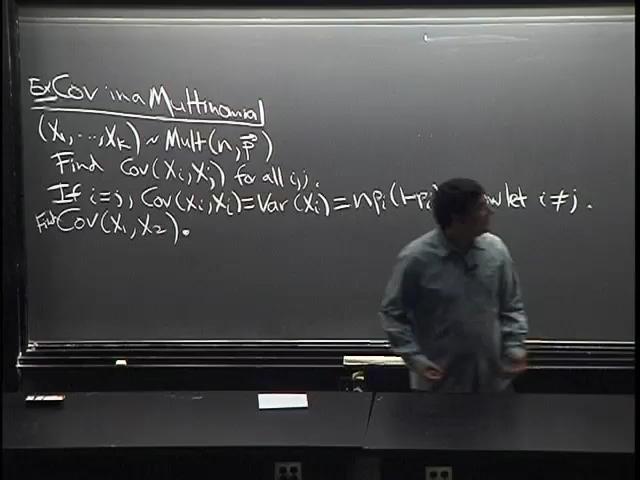 Ex Cov in a Multinomial
(X₁, ..., Xₖ) ~ Mult(n, p⃗)
Find Cov(Xᵢ, Xⱼ) for all i, j.
If i=j, Cov(Xᵢ, Xᵢ) = Var(Xᵢ) = npᵢ(1-pᵢ) let i ≠ j.
Find Cov(X₁, X₂).